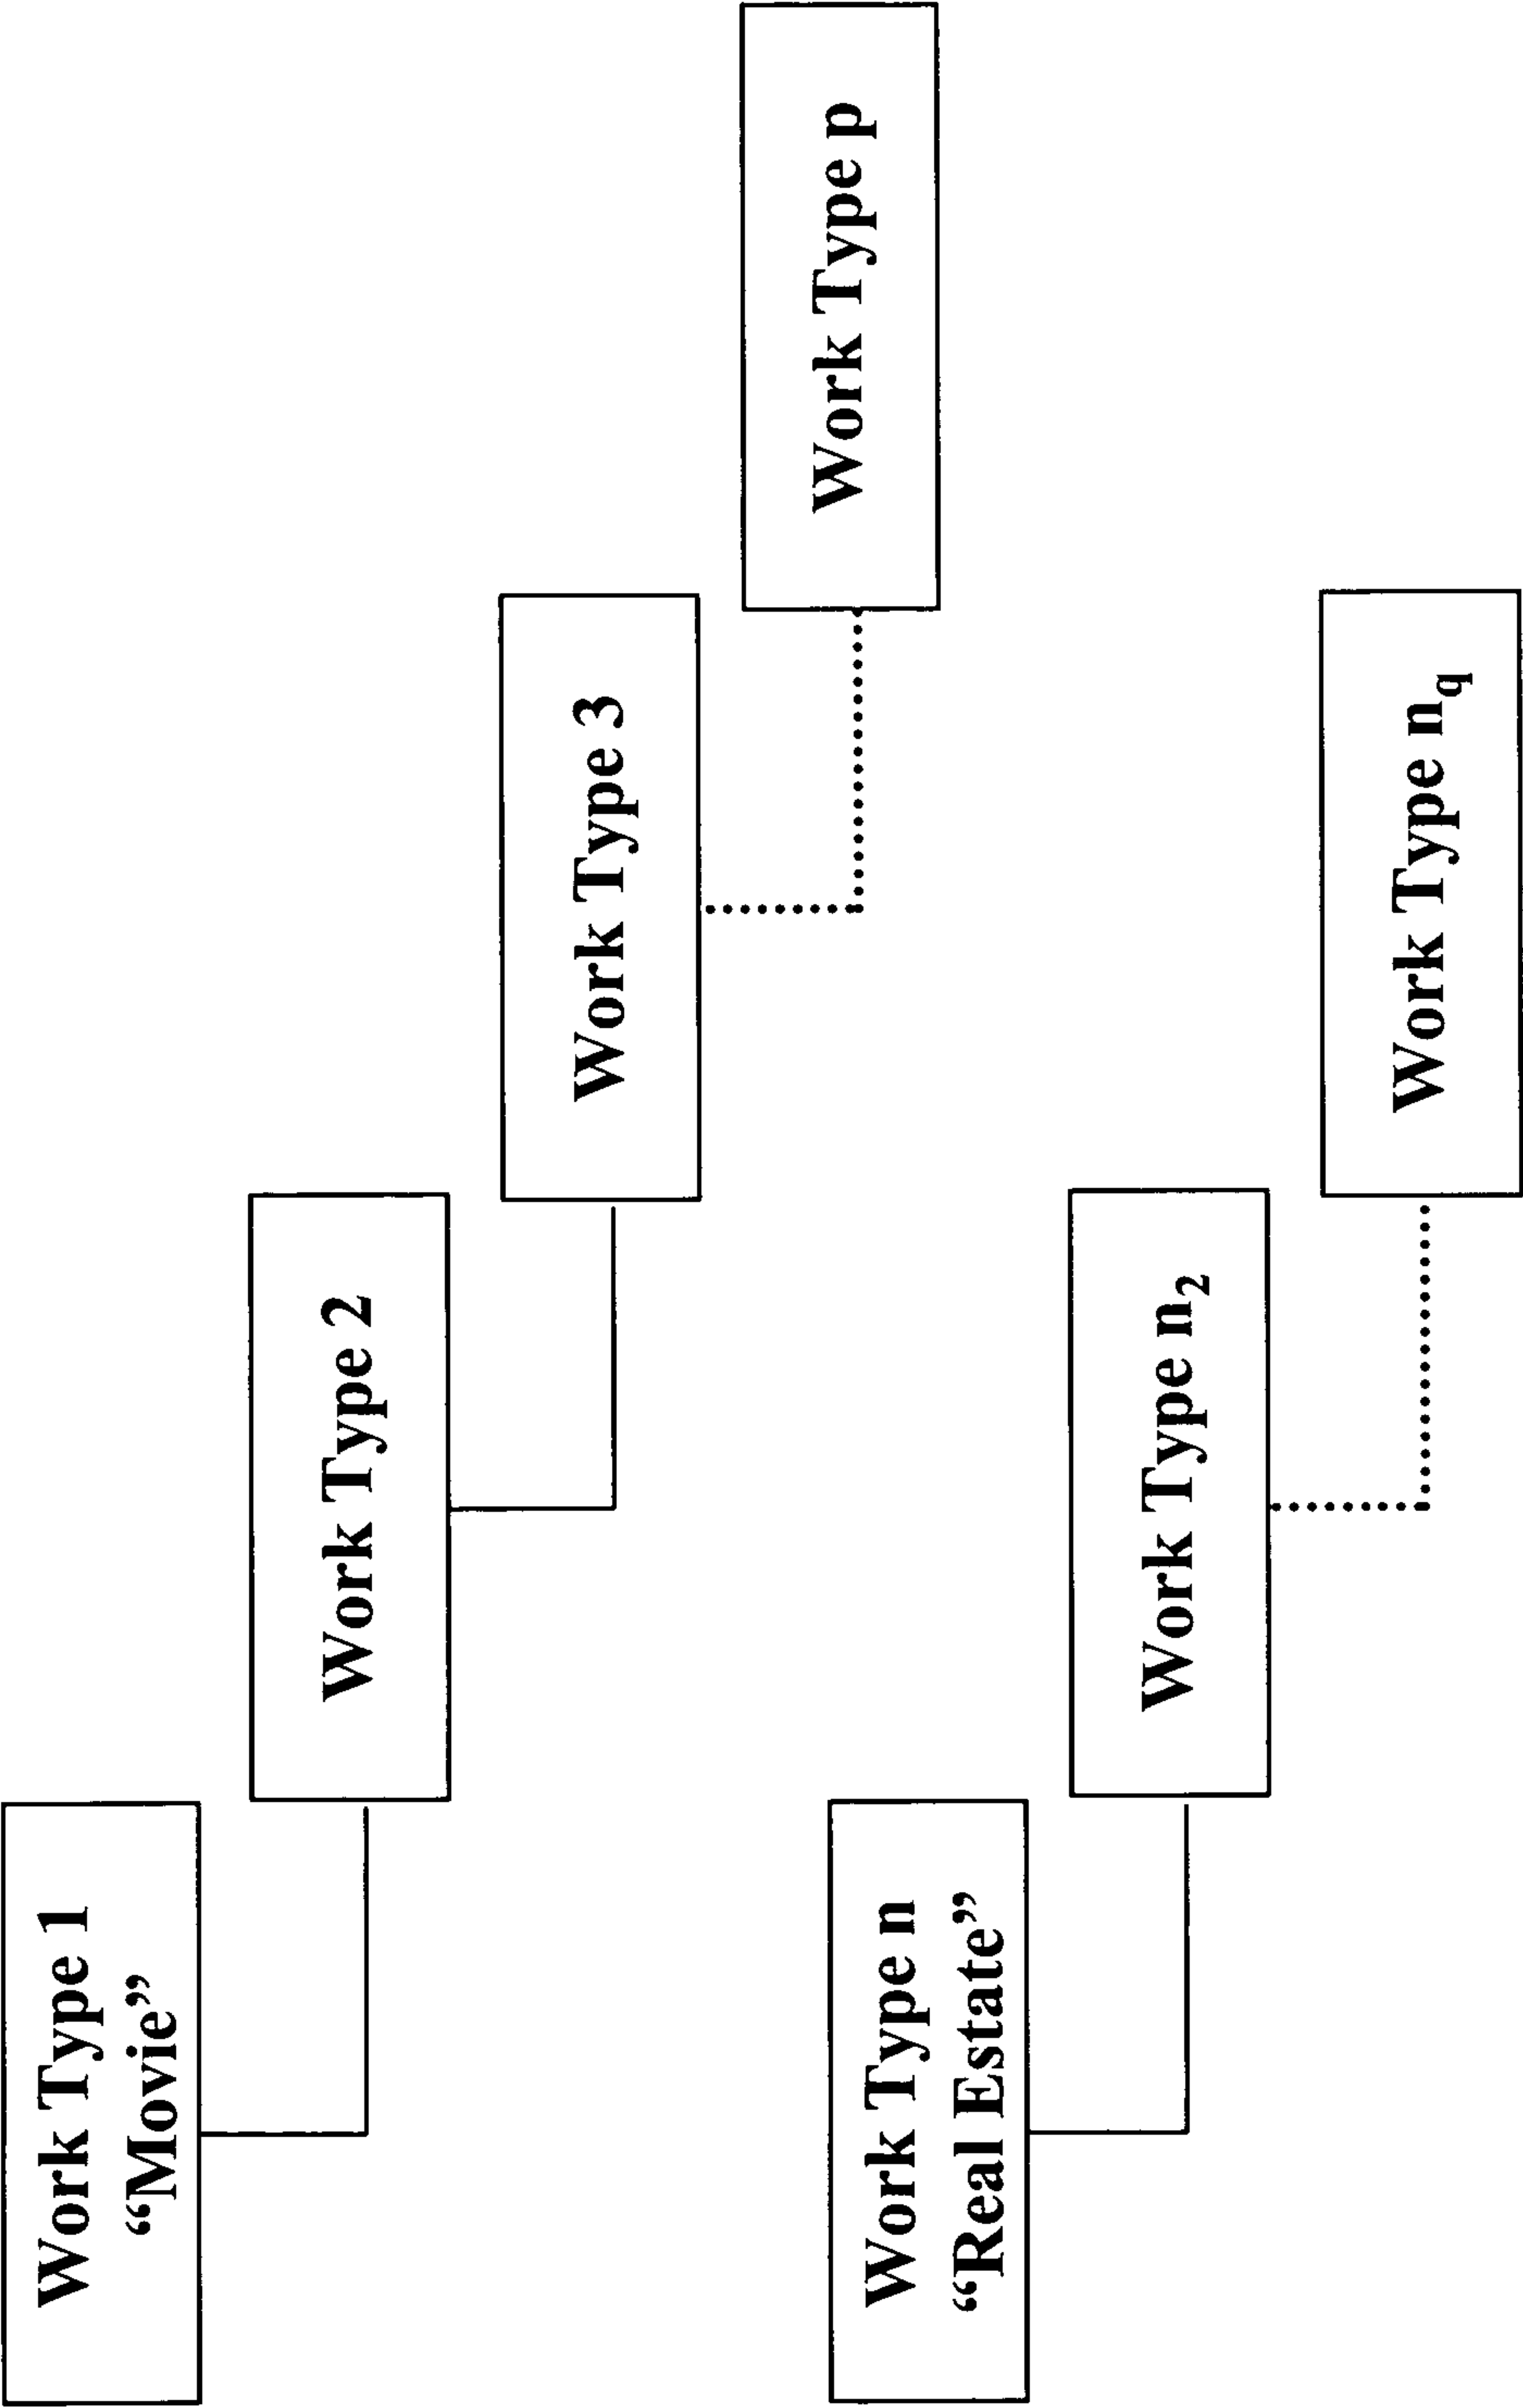 Work Type 1
“Movie”
Work Type 2
Work Type 3
Work Type p
Work Type n
“Real Estate”
Work Type n₂
Work Type n_q